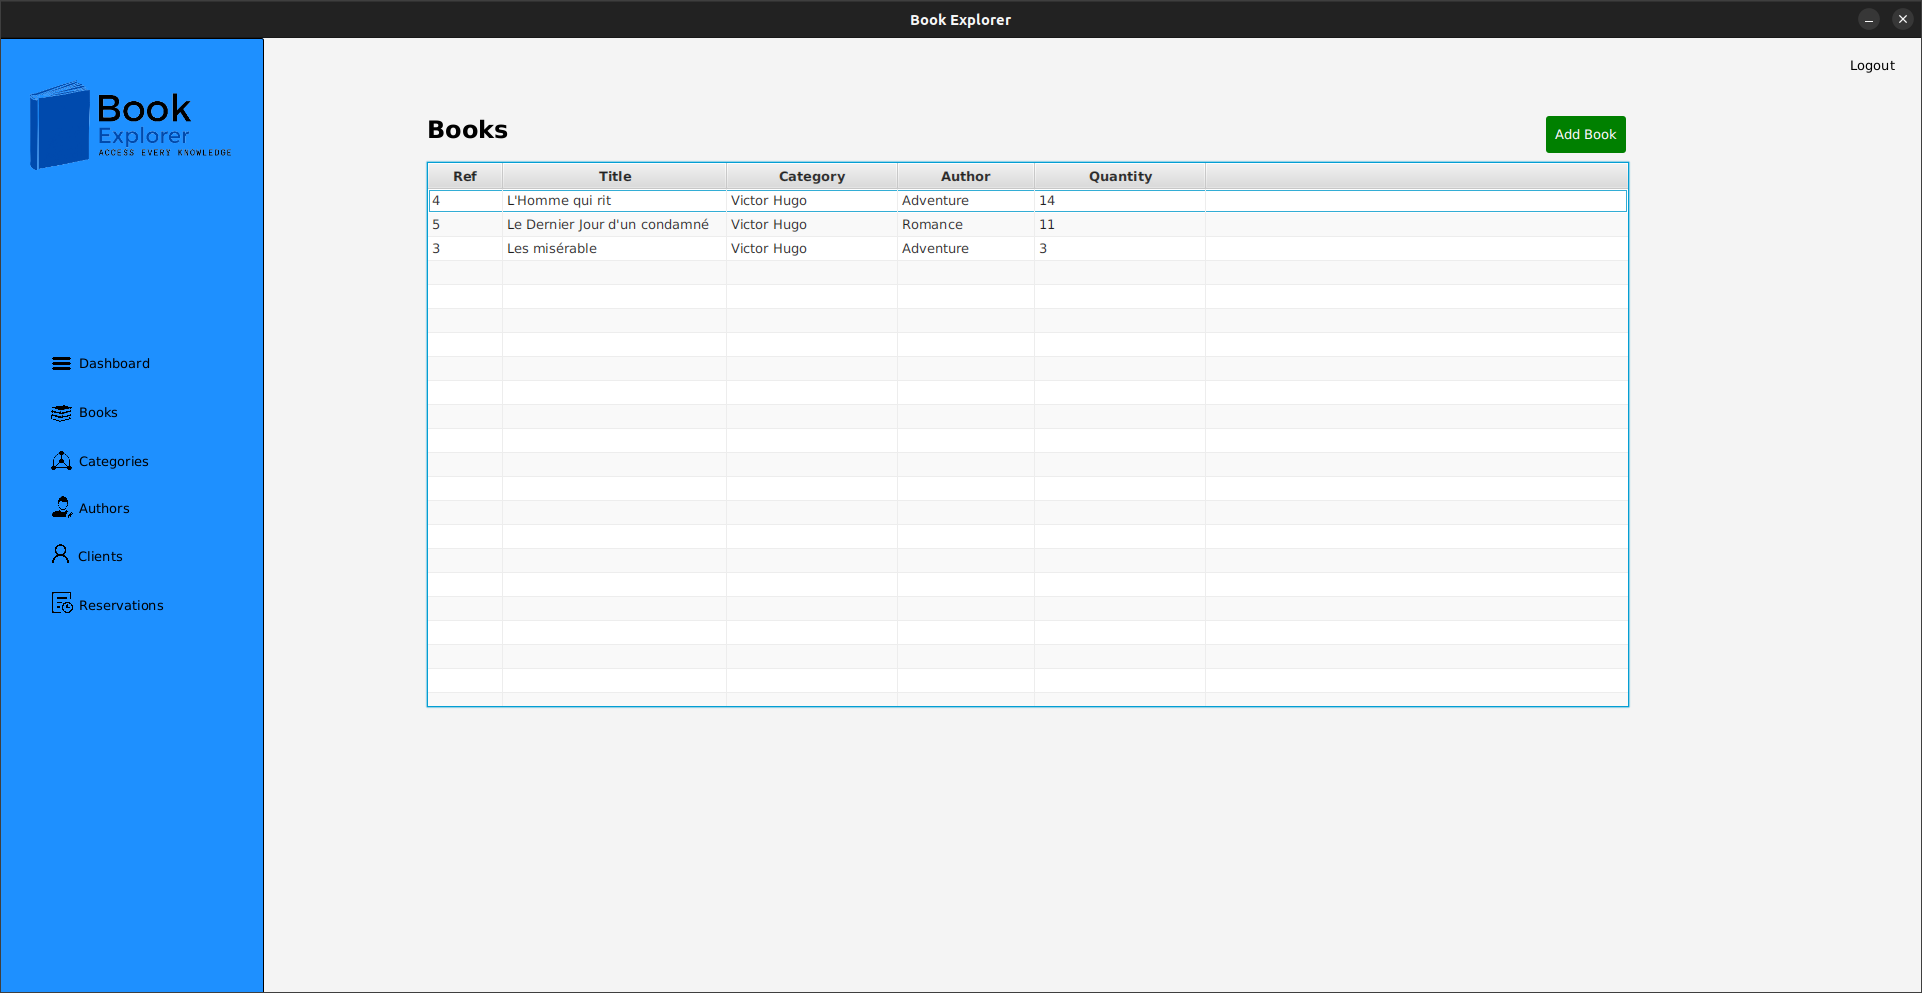 Book Explorer
Logout
Book
Explorer
ACCESS EVERY KNOWLEDGE
Books
Add Book
Ref Title Category Author Quantity
4 L'Homme qui rit Victor Hugo Adventure 14
5 Le Dernier Jour d'un condamné Victor Hugo Romance 11
3 Les misérable Victor Hugo Adventure 3
Dashboard
Books
Categories
Authors
Clients
Reservations